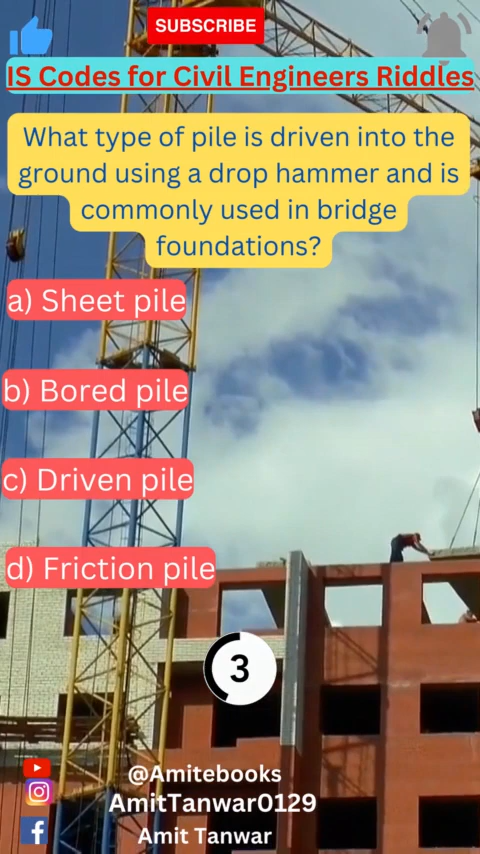 SUBSCRIBE
IS Codes for Civil Engineers Riddles
What type of pile is driven into the
ground using a drop hammer and is
commonly used in bridge
foundations?
a) Sheet pile
b) Bored pile
c) Driven pile
d) Friction pile
3
@Amitebooks
AmitTanwar0129
Amit Tanwar